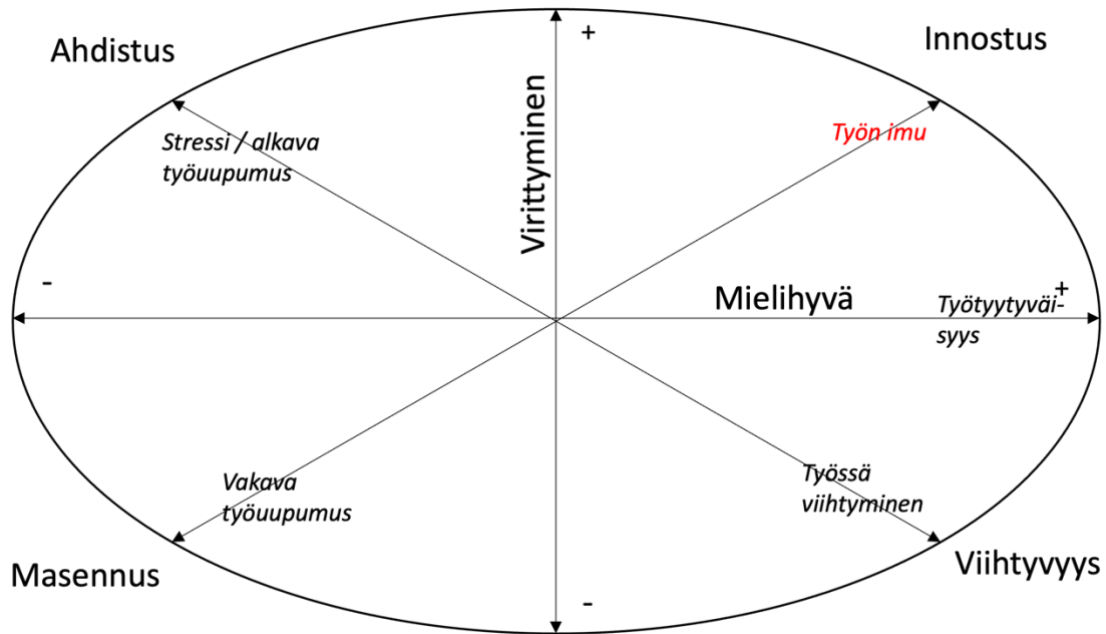 Ahdistus
+
Innostus
Stressi / alkava
työuupumus
Virittyminen
Työn imu
-
Mielihyvä
+
Työtyytyväi-
syys
Vakava
työuupumus
Työssä
viihtyminen
Masennus
-
Viihtyvyys